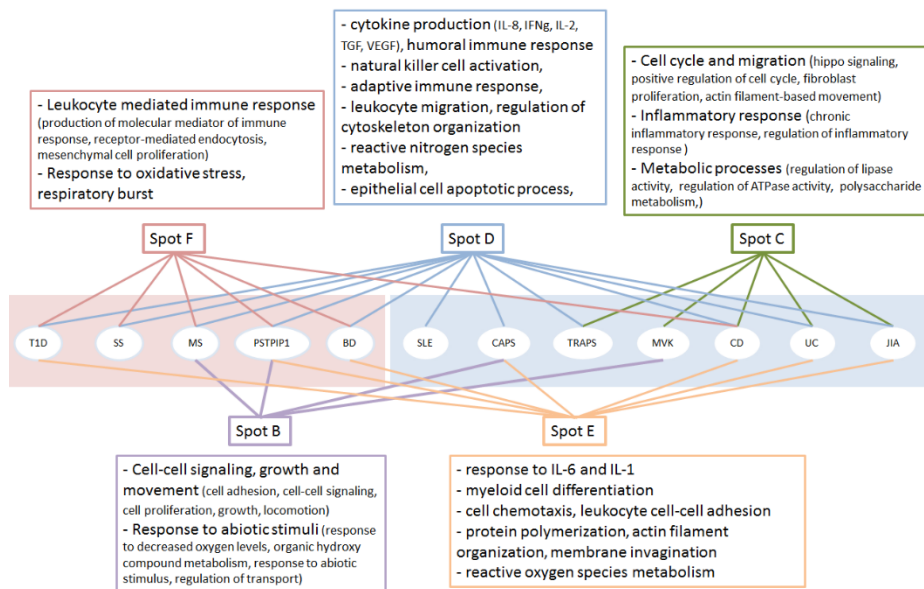 - Leukocyte mediated immune response
(production of molecular mediator of immune
response, receptor-mediated endocytosis,
mesenchymal cell proliferation)
- Response to oxidative stress,
respiratory burst
- cytokine production (IL-8, IFNg, IL-2,
TGF, VEGF), humoral immune response
- natural killer cell activation,
- adaptive immune response,
- leukocyte migration, regulation of
cytoskeleton organization
- reactive nitrogen species
metabolism,
- epithelial cell apoptotic process,
- Cell cycle and migration (hippo signaling,
positive regulation of cell cycle, fibroblast
proliferation, actin filament-based movement)
- Inflammatory response (chronic
inflammatory response, regulation of inflammatory
response )
- Metabolic processes (regulation of lipase
activity, regulation of ATPase activity, polysaccharide
metabolism,)
Spot F
Spot D
Spot C
T1D
SS
MS
PSTPIP1
BD
SLE
CAPS
TRAPS
MVK
CD
UC
JIA
Spot B
Spot E
- Cell-cell signaling, growth and
movement (cell adhesion, cell-cell signaling,
cell proliferation, growth, locomotion)
- Response to abiotic stimuli (response
to decreased oxygen levels, organic hydroxy
compound metabolism, response to abiotic
stimulus, regulation of transport)
- response to IL-6 and IL-1
- myeloid cell differentiation
- cell chemotaxis, leukocyte cell-cell adhesion
- protein polymerization, actin filament
organization, membrane invagination
- reactive oxygen species metabolism